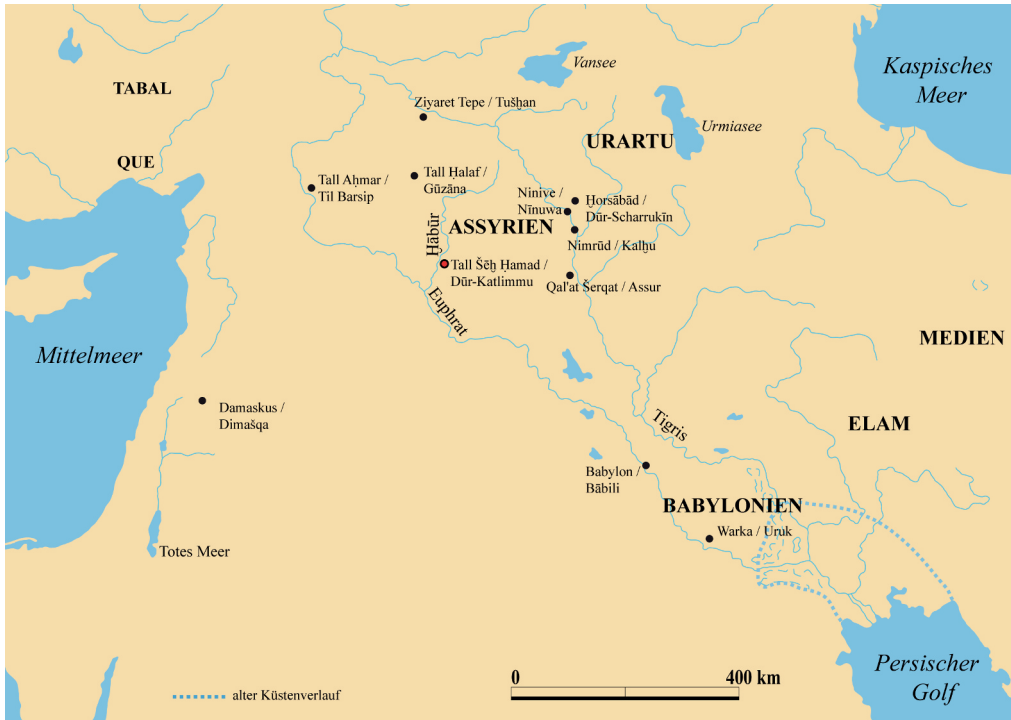 Kaspisches
Meer
Vansee
TABAL
Ziyaret Tepe / Tušḫan
Urmiasee
URARTU
QUE
Tall Aḥmar /
Til Barsip
Tall Ḥalaf /
Gūzāna
Ninive /
Nīnuwa
Ḫorsābād /
Dūr-Scharrukīn
Ḫābūr
ASSYRIEN
Nimrūd / Kalḫu
Tall Šēḫ Ḥamad /
Dūr-Katlimmu
Qal'at Šerqat / Assur
Euphrat
Mittelmeer
MEDIEN
Damaskus /
Dimašqa
ELAM
Tigris
Babylon /
Bābili
BABYLONIEN
Warka / Uruk
Totes Meer
Persischer
Golf
0 400 km
alter Küstenverlauf